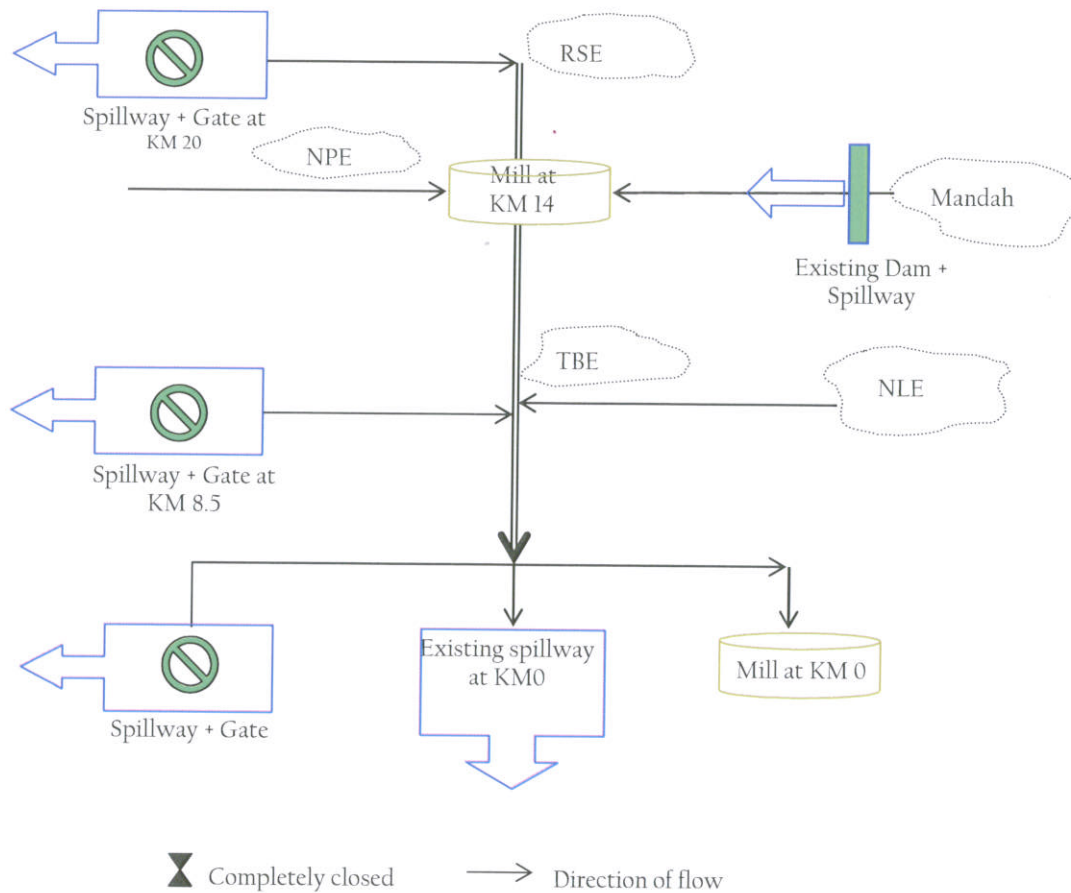 RSE
Spillway + Gate at
KM 20
NPE
Mill at
KM 14
Mandah
Existing Dam +
Spillway
TBE
NLE
Spillway + Gate at
KM 8.5
Existing spillway
at KM0
Mill at KM 0
Spillway + Gate
Completely closed
Direction of flow